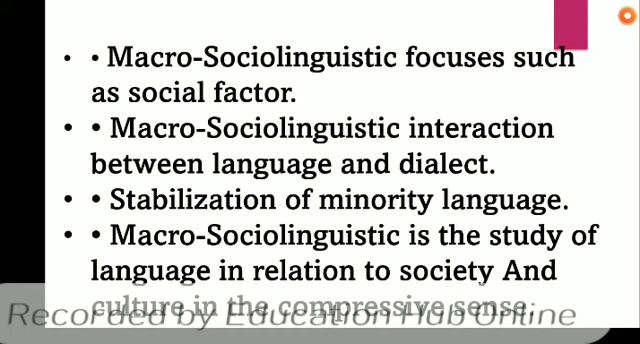 • • Macro-Sociolinguistic focuses such
as social factor.
• • Macro-Sociolinguistic interaction
between language and dialect.
• • Stabilization of minority language.
• • Macro-Sociolinguistic is the study of
language in relation to society And
culture in the compressive sense.
Recorded by Education Hub Online